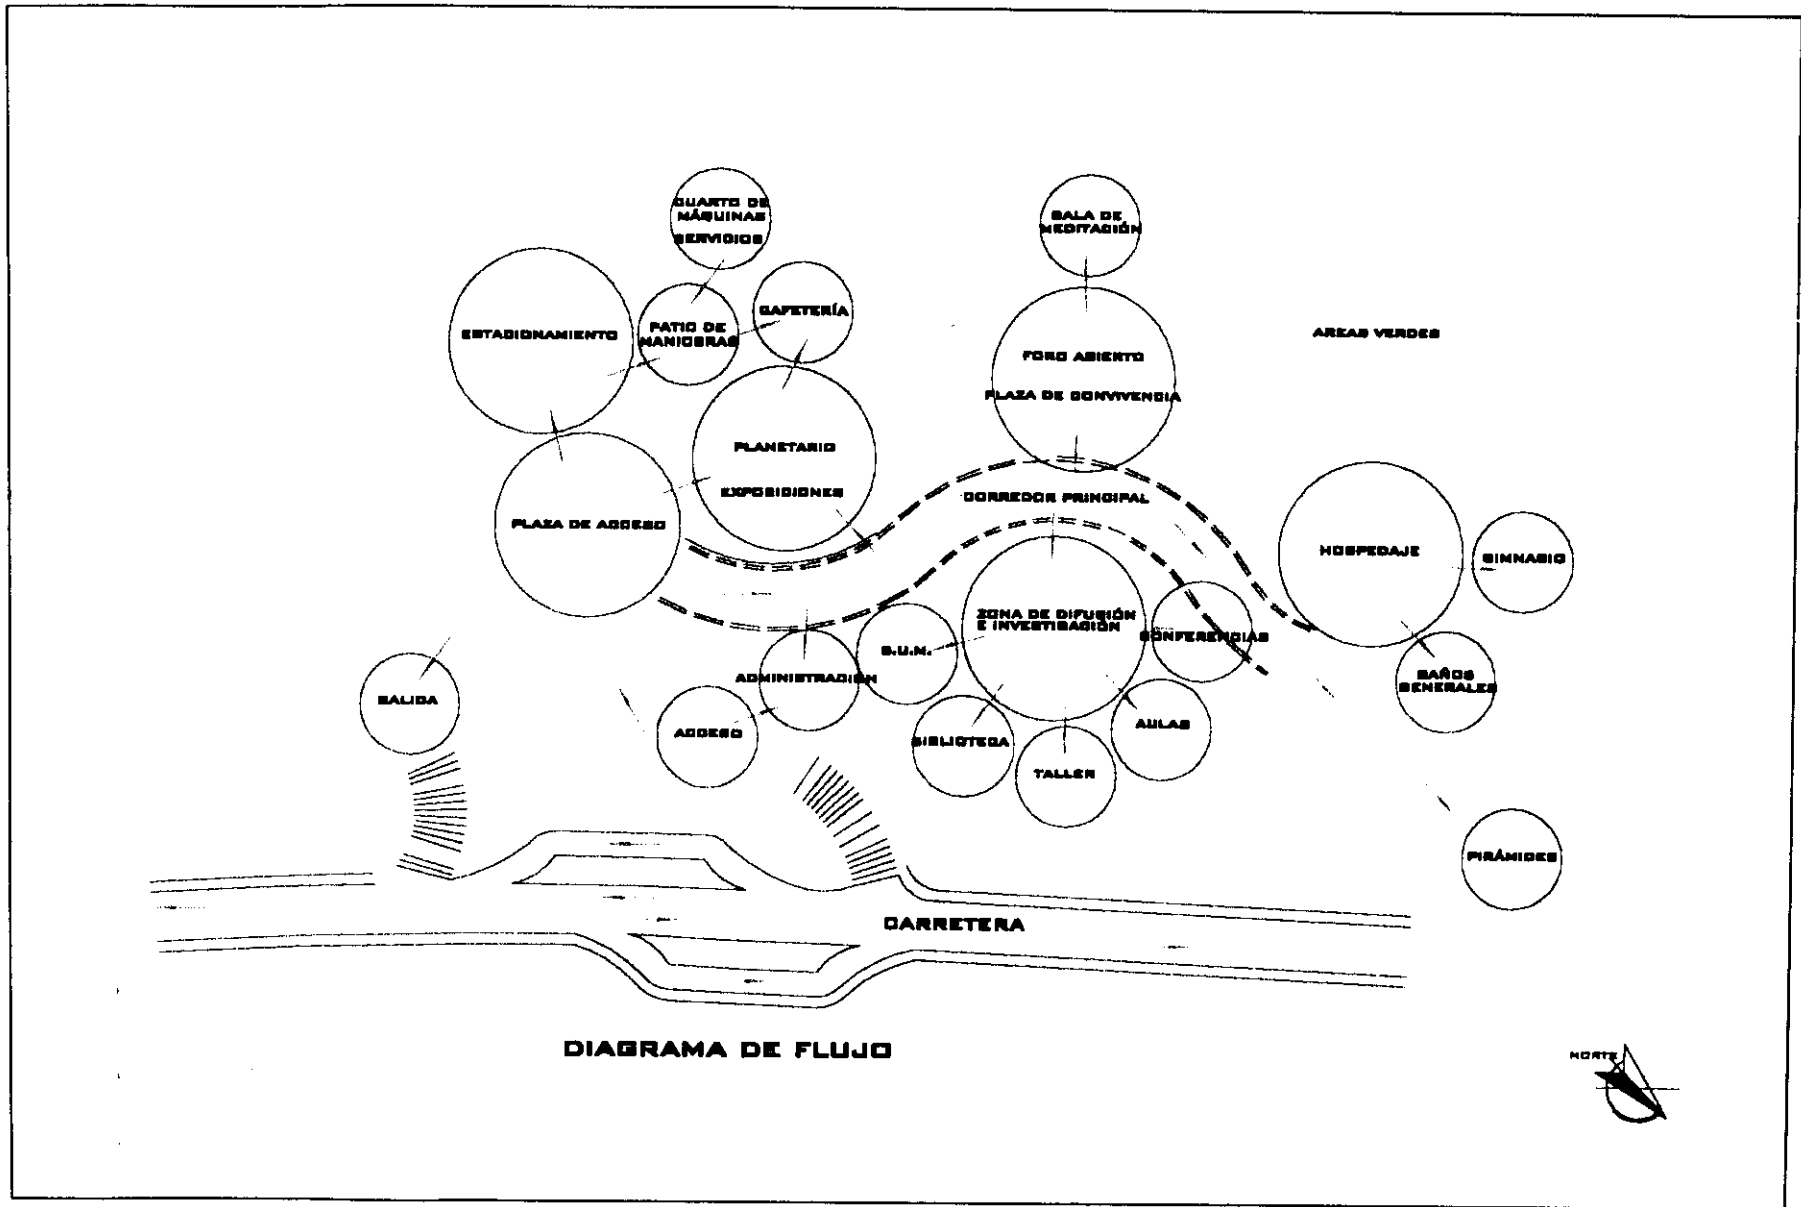 CUARTO DE
MÁQUINAS
SERVICIOS
SALA DE
MEDITACIÓN
ESTACIONAMIENTO
PATIO DE
MANIOBRAS
CAFETERÍA
AREAS VERDES
FORO ABIERTO
PLAZA DE CONVIVENCIA
PLANETARIO
EXPOSICIONES
PLAZA DE ACCESO
CORREDOR PRINCIPAL
HOSPEDAJE
GIMNASIO
ZONA DE DIFUSIÓN
E INVESTIGACIÓN
CONFERENCIAS
S.U.M.
ADMINISTRACIÓN
SALIDA
ACCESO
BIBLIOTECA
TALLER
AULAS
BAÑOS
GENERALES
PIRÁMIDES
CARRETERA
DIAGRAMA DE FLUJO
NORTE